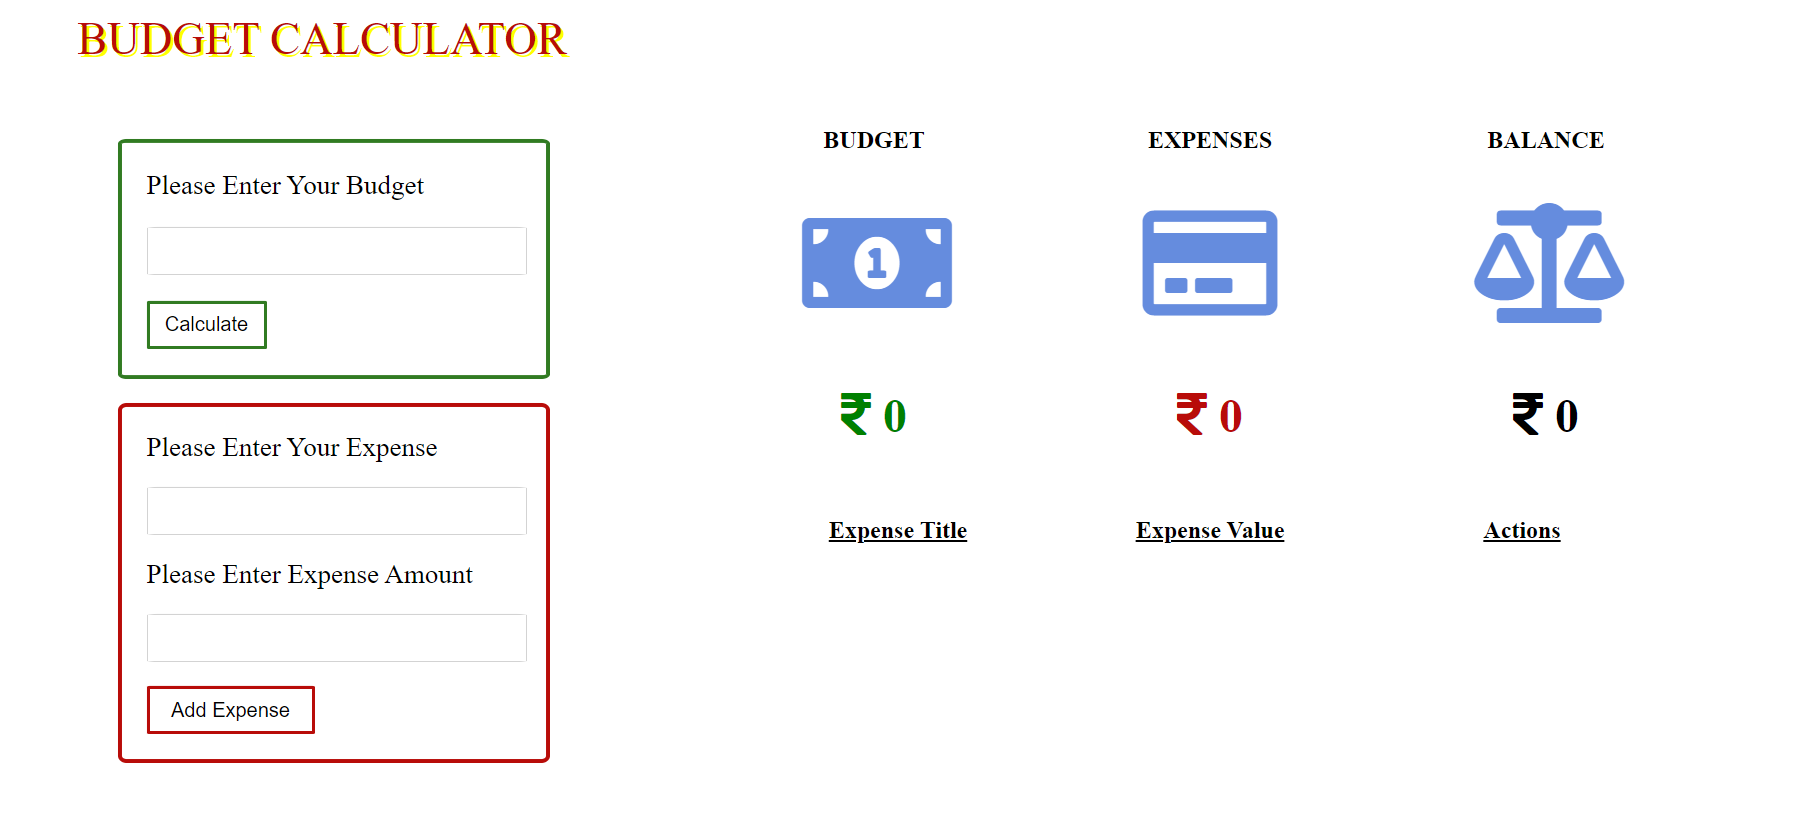 BUDGET CALCULATOR
Please Enter Your Budget
Calculate
Please Enter Your Expense
Please Enter Expense Amount
Add Expense
BUDGET EXPENSES BALANCE
1
₹ 0 ₹ 0 ₹ 0
Expense Title Expense Value Actions